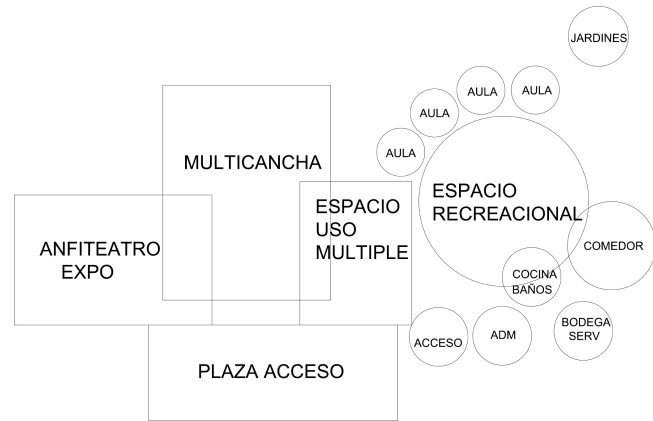 JARDINES
AULA
AULA
AULA
AULA
MULTICANCHA
ESPACIO
RECREACIONAL
ESPACIO
USO
MULTIPLE
ANFITEATRO
EXPO
COMEDOR
COCINA
BAÑOS
ACCESO
ADM
BODEGA
SERV
PLAZA ACCESO